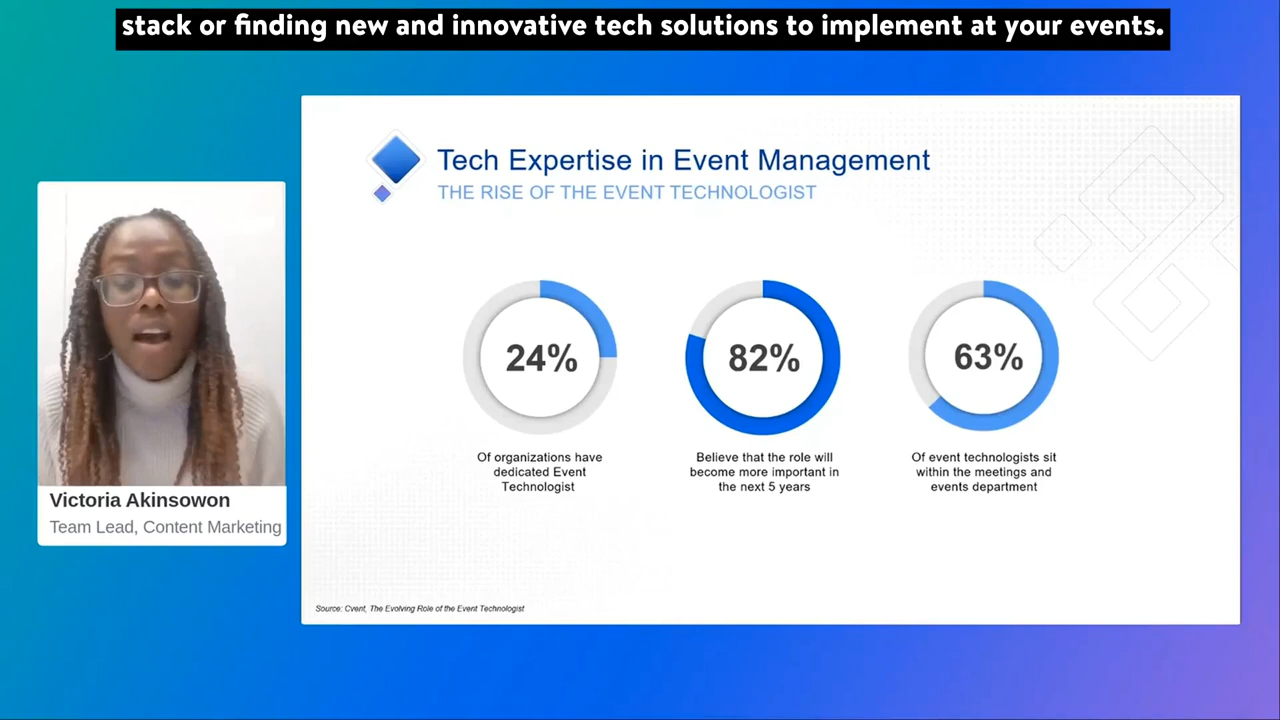 stack or finding new and innovative tech solutions to implement at your events.
Tech Expertise in Event Management
THE RISE OF THE EVENT TECHNOLOGIST
24%
Of organizations have
dedicated Event
Technologist
82%
Believe that the role will
become more important in
the next 5 years
63%
Of event technologists sit
within the meetings and
events department
Victoria Akinsowon
Team Lead, Content Marketing
Source: Cvent, The Evolving Role of the Event Technologist